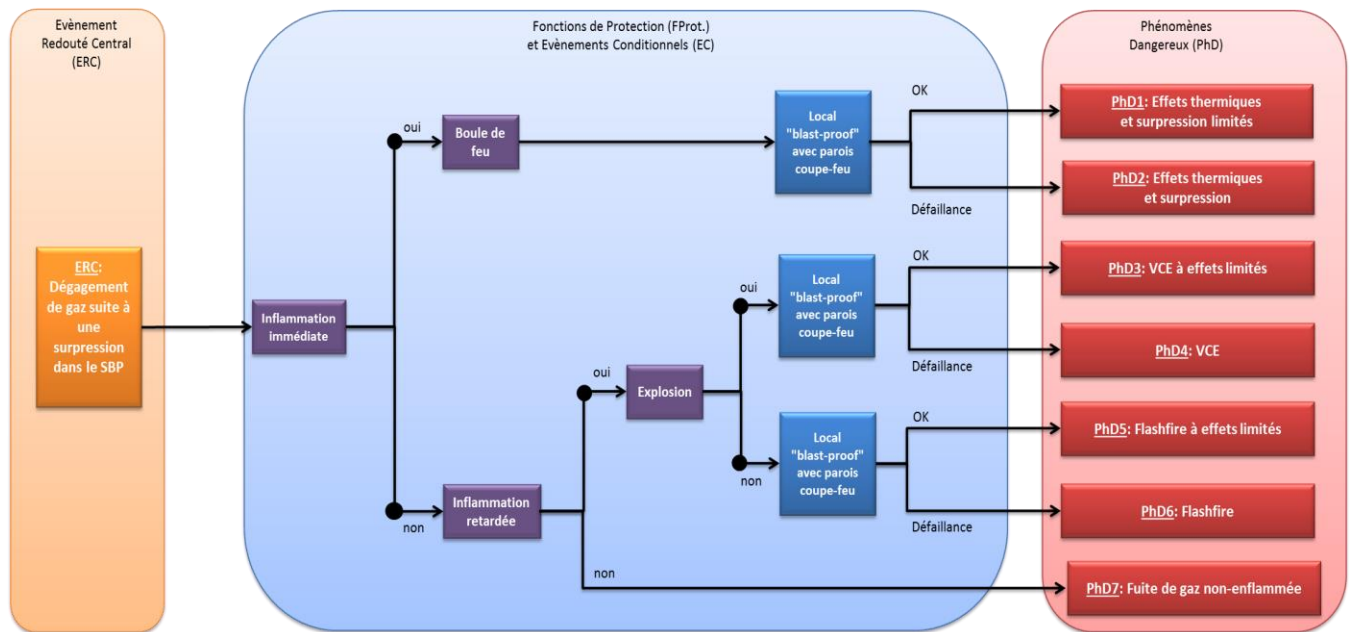 Evènement
Redouté Central
(ERC)
Fonctions de Protection (FProt.)
et Evènements Conditionnels (EC)
Phénomènes
Dangereux (PhD)
ERC:
Dégagement
de gaz suite à
une
surpression
dans le SBP
Inflammation
immédiate
oui
Boule de
feu
Local
"blast-proof"
avec parois
coupe-feu
OK
Défaillance
PhD1: Effets thermiques
et surpression limités
PhD2: Effets thermiques
et surpression
non
Inflammation
retardée
oui
Explosion
oui
Local
"blast-proof"
avec parois
coupe-feu
OK
Défaillance
PhD3: VCE à effets limités
PhD4: VCE
non
Local
"blast-proof"
avec parois
coupe-feu
OK
Défaillance
PhD5: Flashfire à effets limités
PhD6: Flashfire
non
PhD7: Fuite de gaz non-enflammée